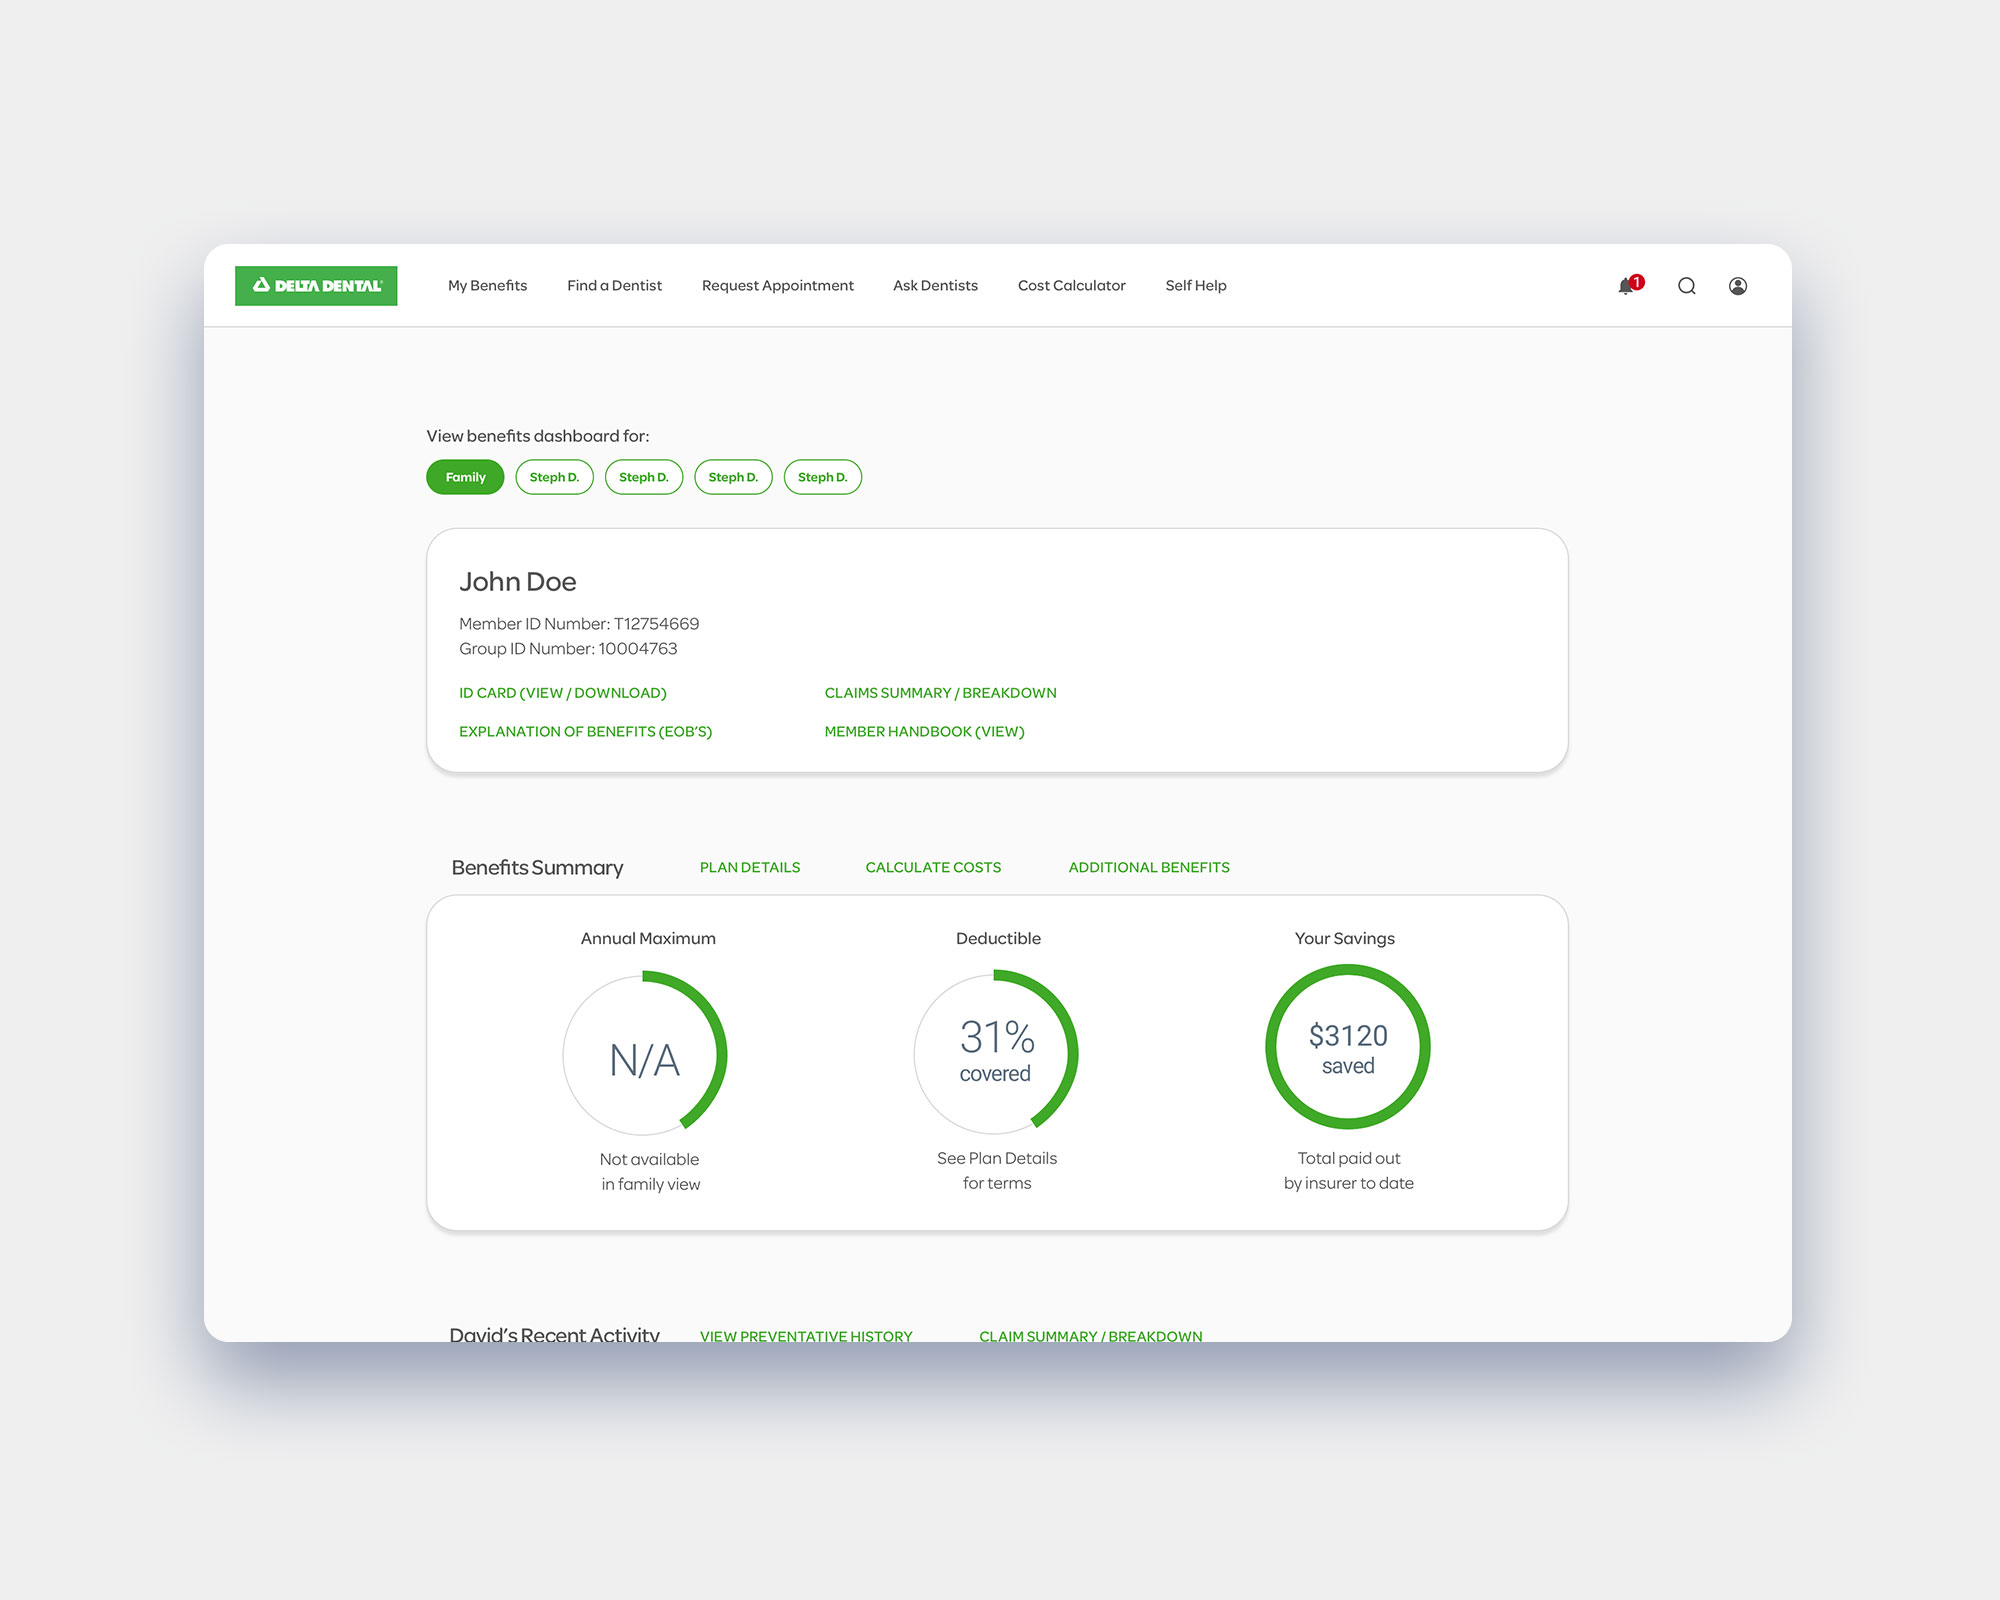 DELTA DENTAL
My Benefits
Find a Dentist
Request Appointment
Ask Dentists
Cost Calculator
Self Help
1
View benefits dashboard for:
Family
Steph D.
Steph D.
Steph D.
Steph D.
John Doe
Member ID Number: T12754669
Group ID Number: 10004763
ID CARD (VIEW / DOWNLOAD)
CLAIMS SUMMARY / BREAKDOWN
EXPLANATION OF BENEFITS (EOB'S)
MEMBER HANDBOOK (VIEW)
Benefits Summary
PLAN DETAILS
CALCULATE COSTS
ADDITIONAL BENEFITS
Annual Maximum
N/A
Not available
in family view
Deductible
31%
covered
See Plan Details
for terms
Your Savings
$3120
saved
Total paid out
by insurer to date
David's Recent Activity
VIEW PREVENTATIVE HISTORY
CLAIM SUMMARY / BREAKDOWN